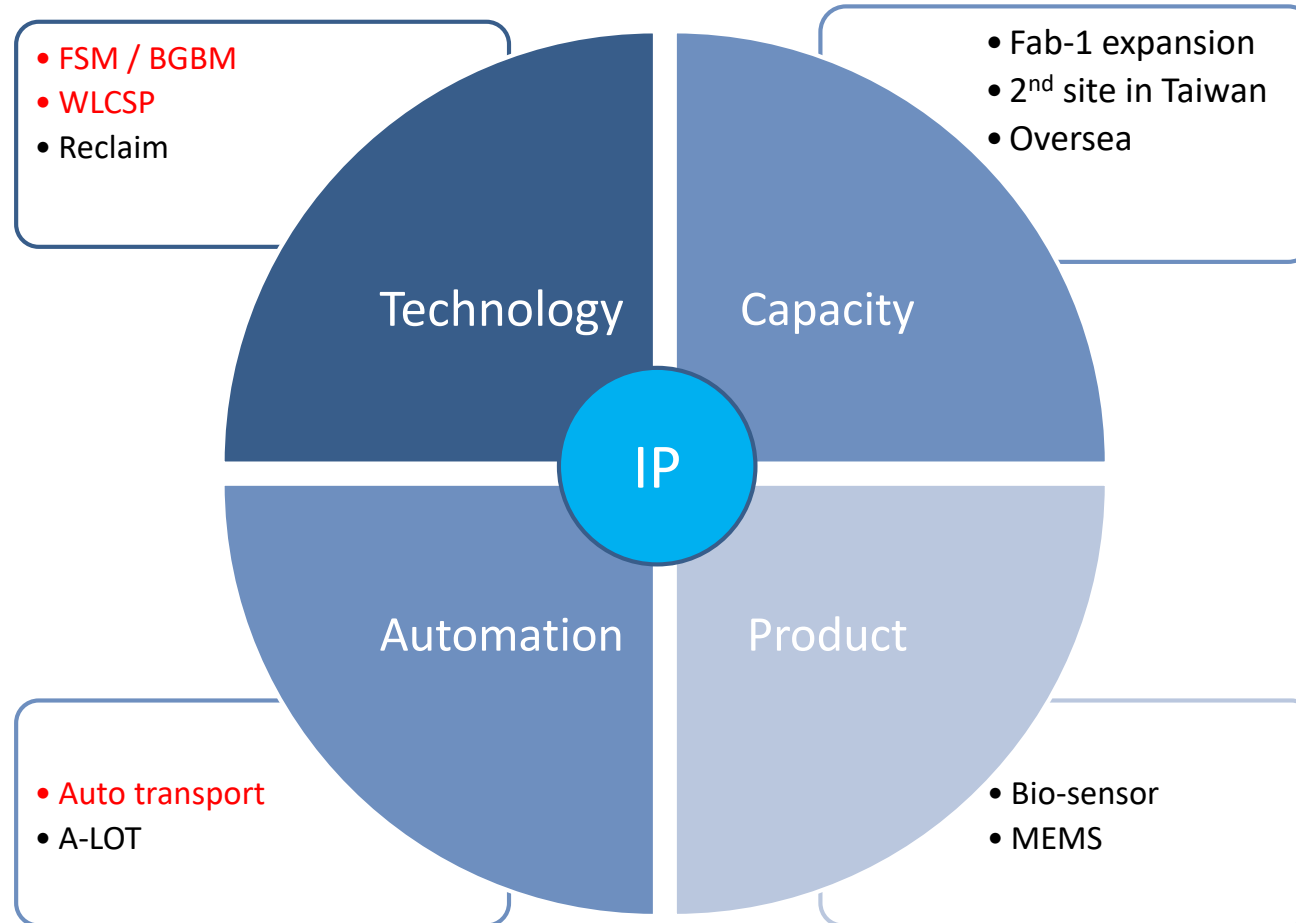 • FSM / BGBM
• WLCSP
• Reclaim
• Fab-1 expansion
• 2nd site in Taiwan
• Oversea
Technology
Capacity
IP
Automation
Product
• Auto transport
• A-LOT
• Bio-sensor
• MEMS